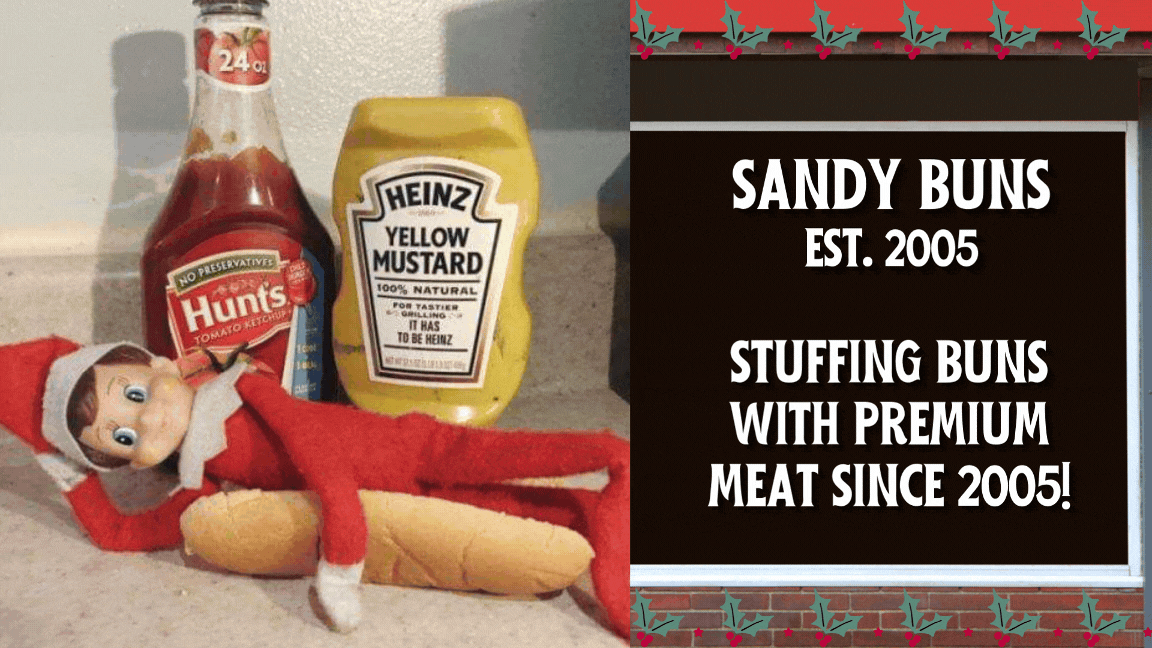 24 OZ
NO PRESERVATIVES
Hunt's
TOMATO KETCHUP
HEINZ
YELLOW
MUSTARD
100% NATURAL
FOR TASTIER
GRILLING
IT HAS
TO BE HEINZ
SANDY BUNS
EST. 2005
STUFFING BUNS
WITH PREMIUM
MEAT SINCE 2005!